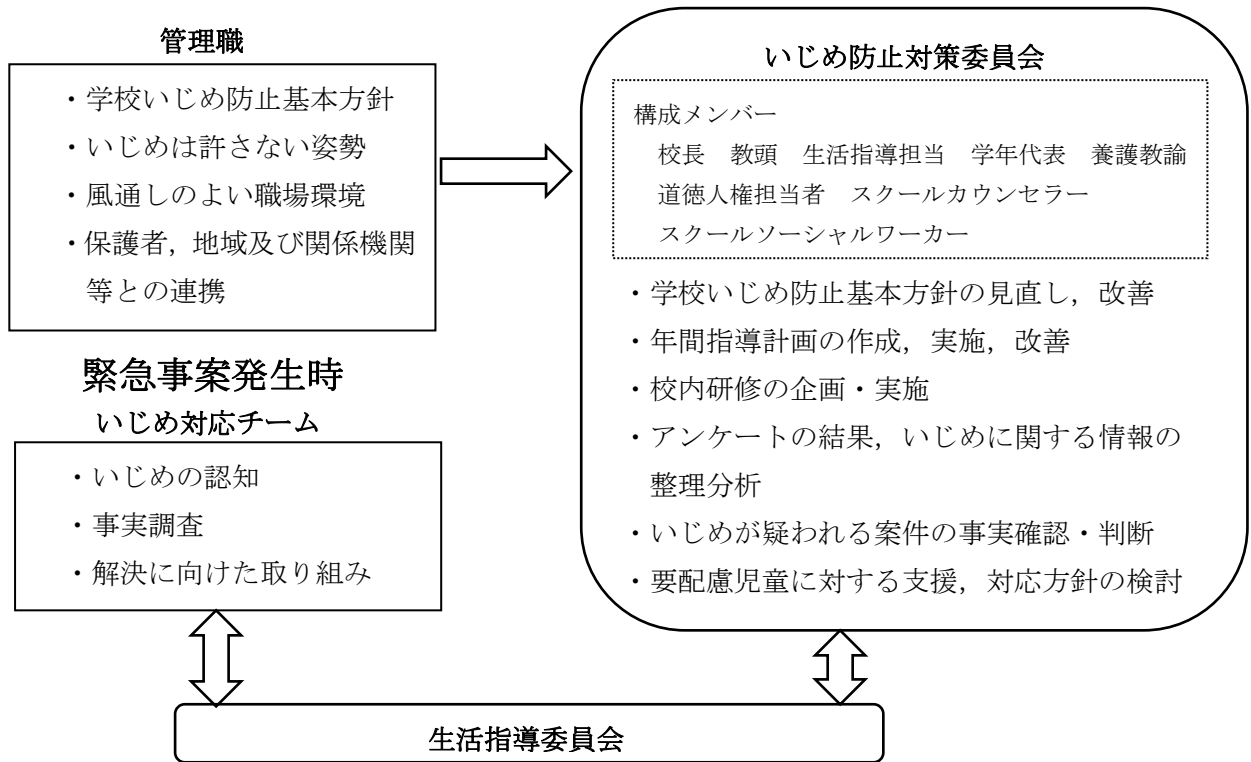 管理職
・学校いじめ防止基本方針
・いじめは許さない姿勢
・風通しのよい職場環境
・保護者，地域及び関係機関
等との連携
緊急事案発生時
いじめ対応チーム
・いじめの認知
・事実調査
・解決に向けた取り組み
いじめ防止対策委員会
構成メンバー
校長　教頭　生活指導担当　学年代表　養護教諭
道徳人権担当者　スクールカウンセラー
スクールソーシャルワーカー
・学校いじめ防止基本方針の見直し，改善
・年間指導計画の作成，実施，改善
・校内研修の企画・実施
・アンケートの結果，いじめに関する情報の
整理分析
・いじめが疑われる案件の事実確認・判断
・要配慮児童に対する支援，対応方針の検討
生活指導委員会